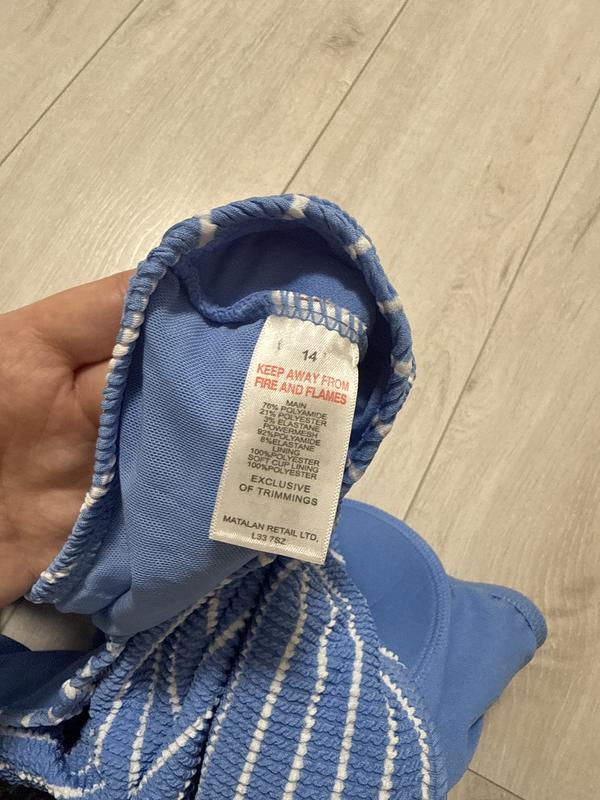 14
KEEP AWAY FROM
FIRE AND FLAMES
MAIN
76% POLYAMIDE
21% POLYESTER
3% ELASTANE
POWERMESH
92%POLYAMIDE
8%ELASTANE
LINING
100%POLYESTER
SOFT CUP LINING
100%POLYESTER
EXCLUSIVE
OF TRIMMINGS
MATALAN RETAIL LTD,
L33 7SZ